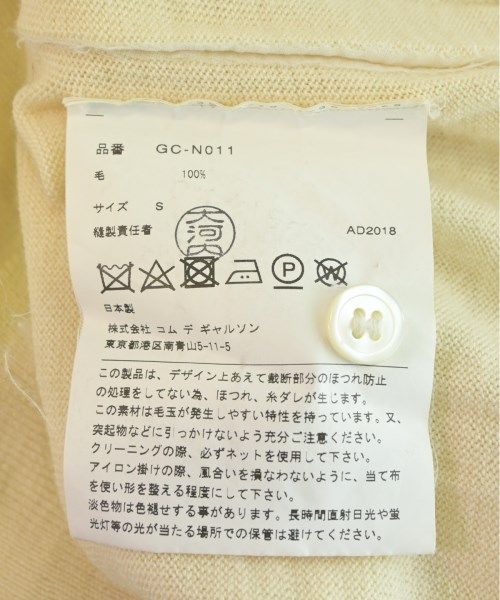 品番 GC-N011
毛 100%
サイズ S
縫製責任者 大河内 AD2018
P W
日本製
株式会社 コム デ ギャルソン
東京都港区南青山5-11-5
この製品は、デザイン上あえて裁断部分のほつれ防止
の処理をしてない為、ほつれ、糸ダレが生じます。
この素材は毛玉が発生しやすい特性を持っています。又、
突起物などに引っかけないよう充分ご注意ください。
クリーニングの際、必ずネットを使用して下さい。
アイロン掛けの際、風合いを損なわないように、当て布
を使い形を整える程度にして下さい。
淡色物は色褪せする事があります。長時間直射日光や蛍
光灯等の光が当たる場所での保管は避けてください。